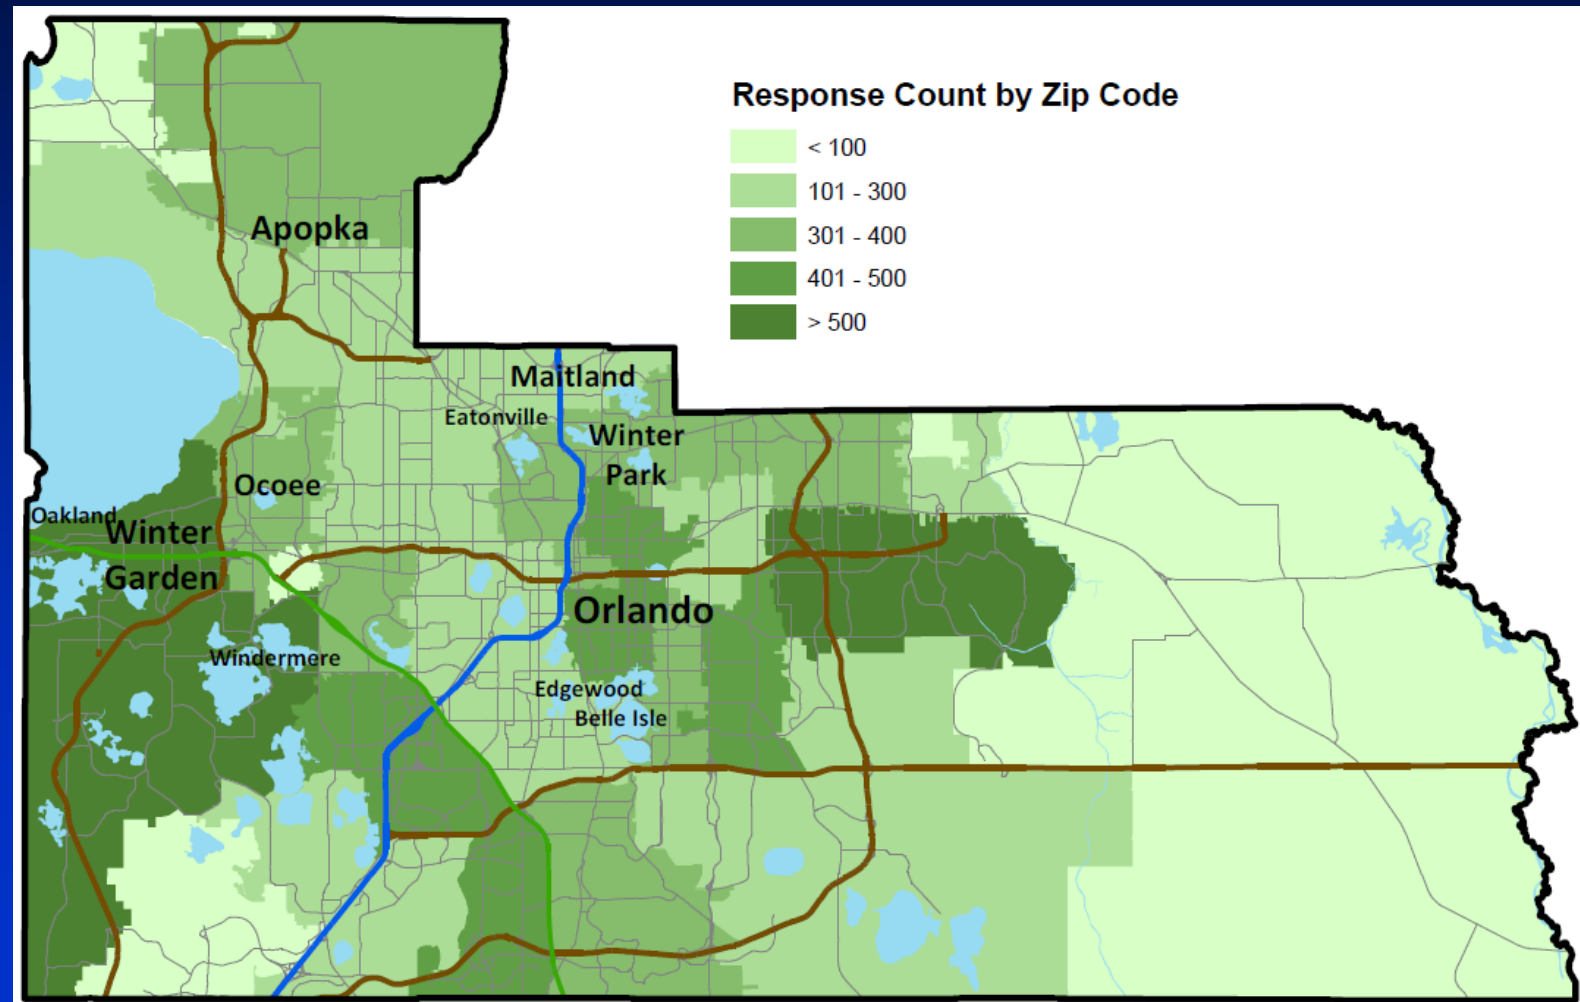 Response Count by Zip Code
< 100
101 - 300
301 - 400
401 - 500
> 500
Apopka
Maitland
Eatonville
Winter
Park
Ocoee
Oakland
Winter
Garden
Orlando
Windermere
Edgewood
Belle Isle